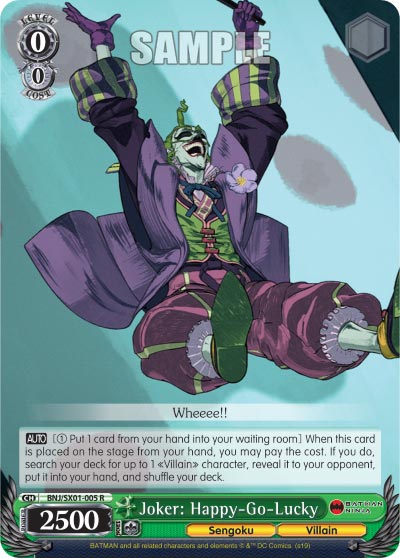 LEVEL
0
0
COST
SAMPLE
Wheeee!!
AUTO [① Put 1 card from your hand into your waiting room] When this card
is placed on the stage from your hand, you may pay the cost. If you do,
search your deck for up to 1 «Villain» character, reveal it to your opponent,
put it into your hand, and shuffle your deck.
CH BNJ/SX01-005 R
POWER 2500
SOUL
Joker: Happy-Go-Lucky
BATMAN NINJA
Sengoku Villain
BATMAN and all related characters and elements © & ™ DC Comics (s19)